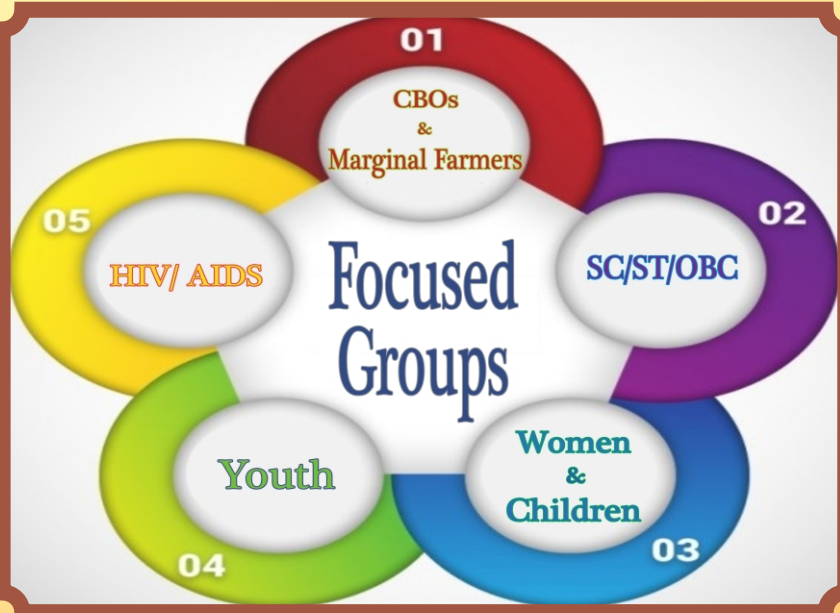 01
CBOs
&
Marginal Farmers
02
SC/ST/OBC
Focused
Groups
03
Women
&
Children
04
Youth
05
HIV/ AIDS